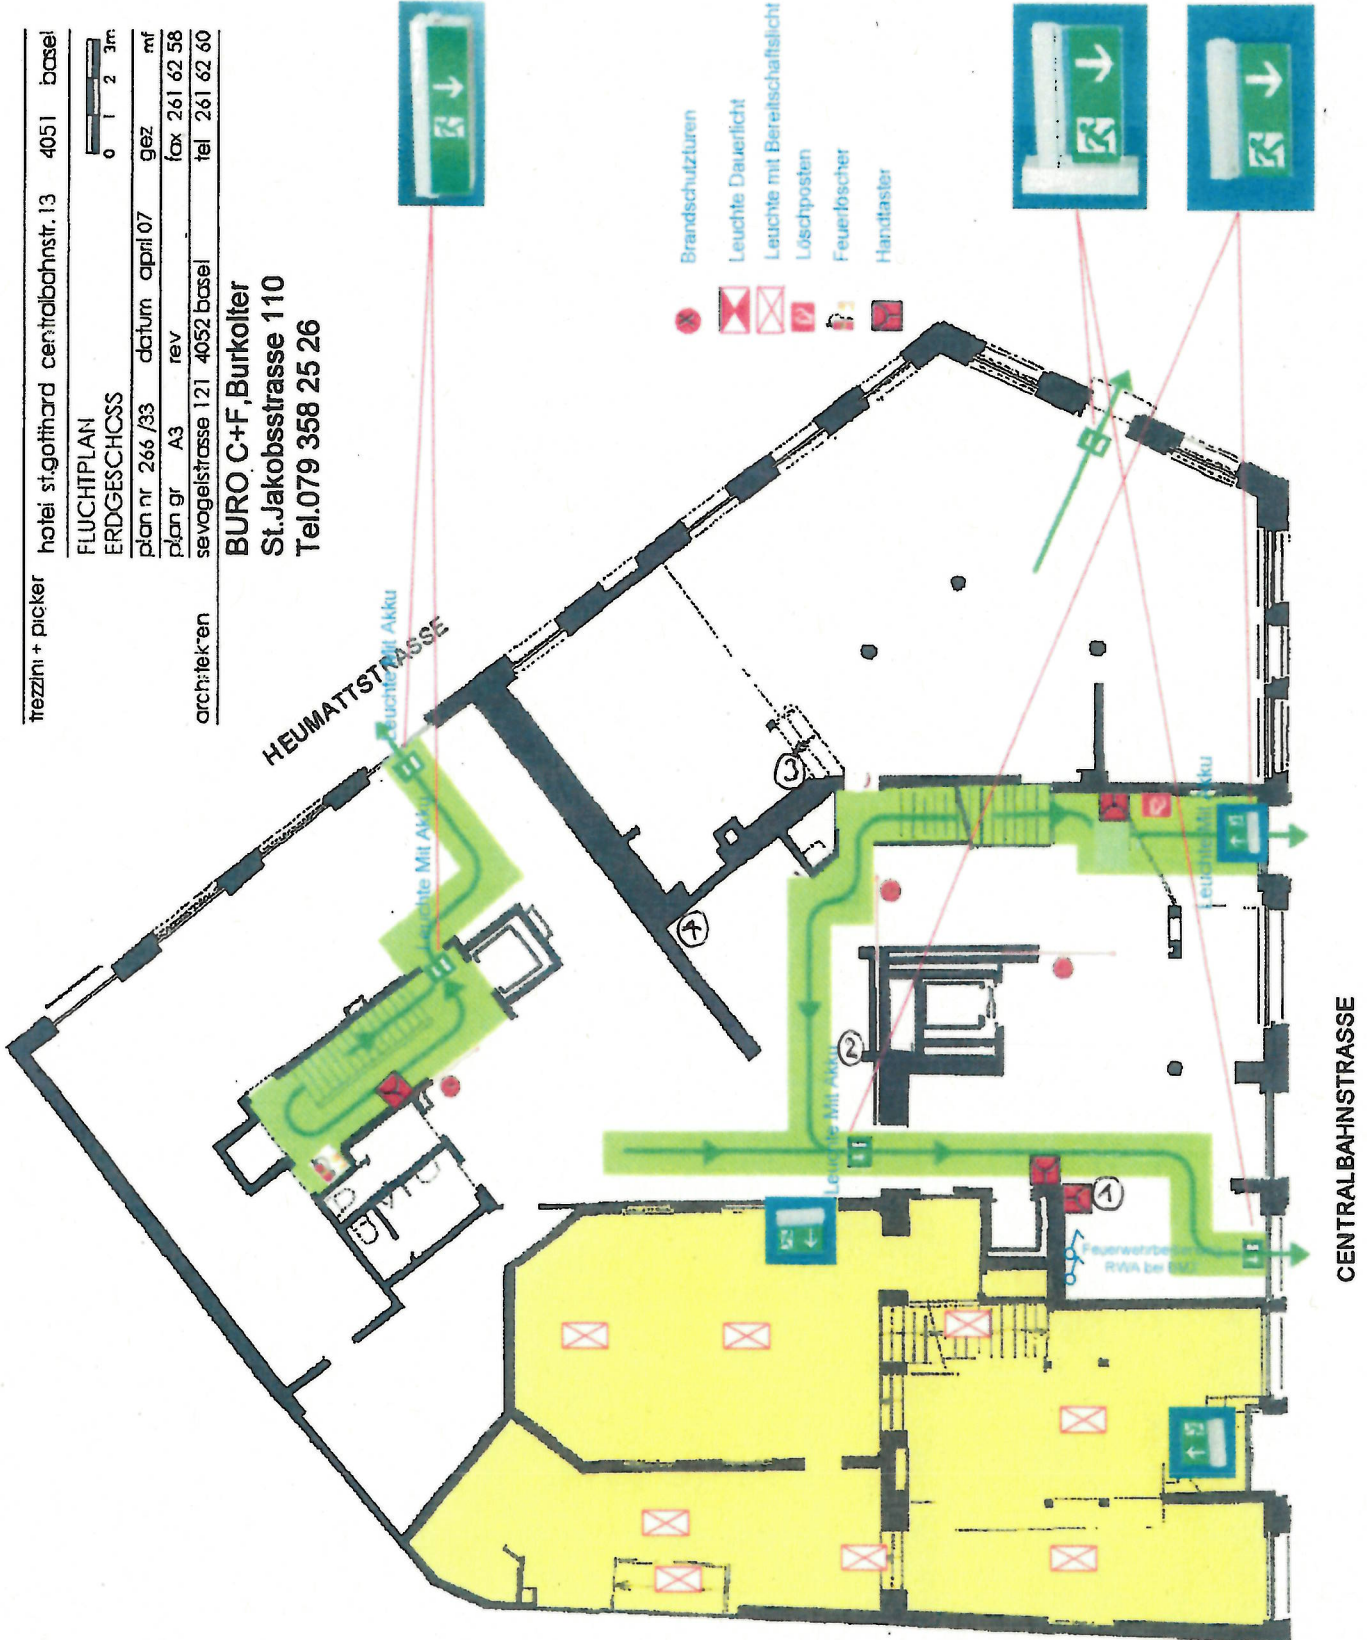 trezzini + picker
hotel st.gotthard centralbahnstr.13 4051 basel
FLUCHTPLAN
ERDGESCHOSS
0 1 2 3m
plan nr 266/33 datum april 07 gez mf
plan gr A3 rev fax 261 62 58
architekten sevogelstrasse 121 4052 basel tel 261 62 60
BURO C+F,Burkolter
St.Jakobsstrasse 110
Tel.079 358 25 26
Brandschutzturen
Leuchte Dauerlicht
Leuchte mit Bereitschaftslicht
Löschposten
Feuerloscher
Handtaster
HEUMATTSTRASSE
Leuchte Mit Akku
Leuchte Mit Akku
Leuchte Mit Akku
Leuchte Mit Akku
3
4
2
1
RWA bei
CENTRALBAHNSTRASSE